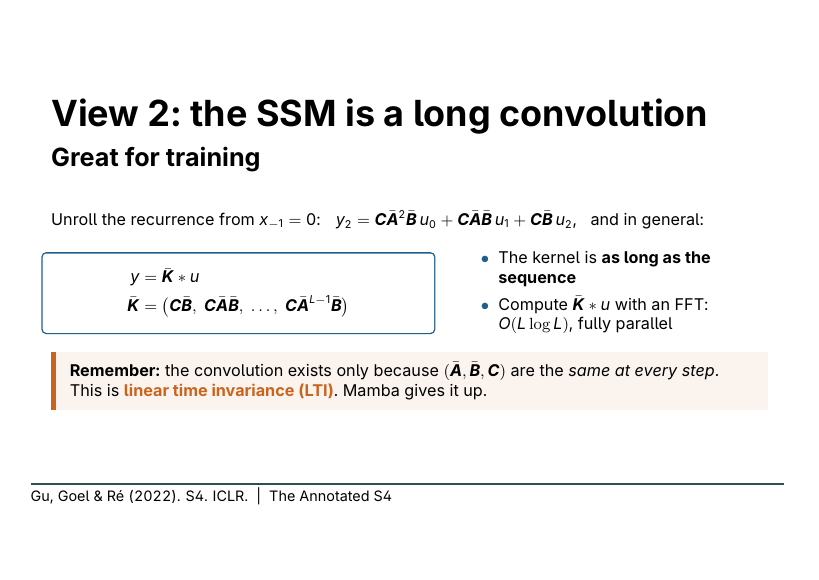 View 2: the SSM is a long convolution
Great for training
Unroll the recurrence from x₋₁ = 0: y₂ = C̄Ā²B̄ u₀ + CĀB̄ u₁ + CB̄ u₂, and in general:
y = K̄ ∗ u
K̄ = (CB̄, CĀB̄, …, CĀᴸ⁻¹B̄)
• The kernel is as long as the
sequence
• Compute K̄ ∗ u with an FFT:
O(L log L), fully parallel
Remember: the convolution exists only because (Ā, B̄, C) are the same at every step.
This is linear time invariance (LTI). Mamba gives it up.
Gu, Goel & Ré (2022). S4. ICLR. | The Annotated S4